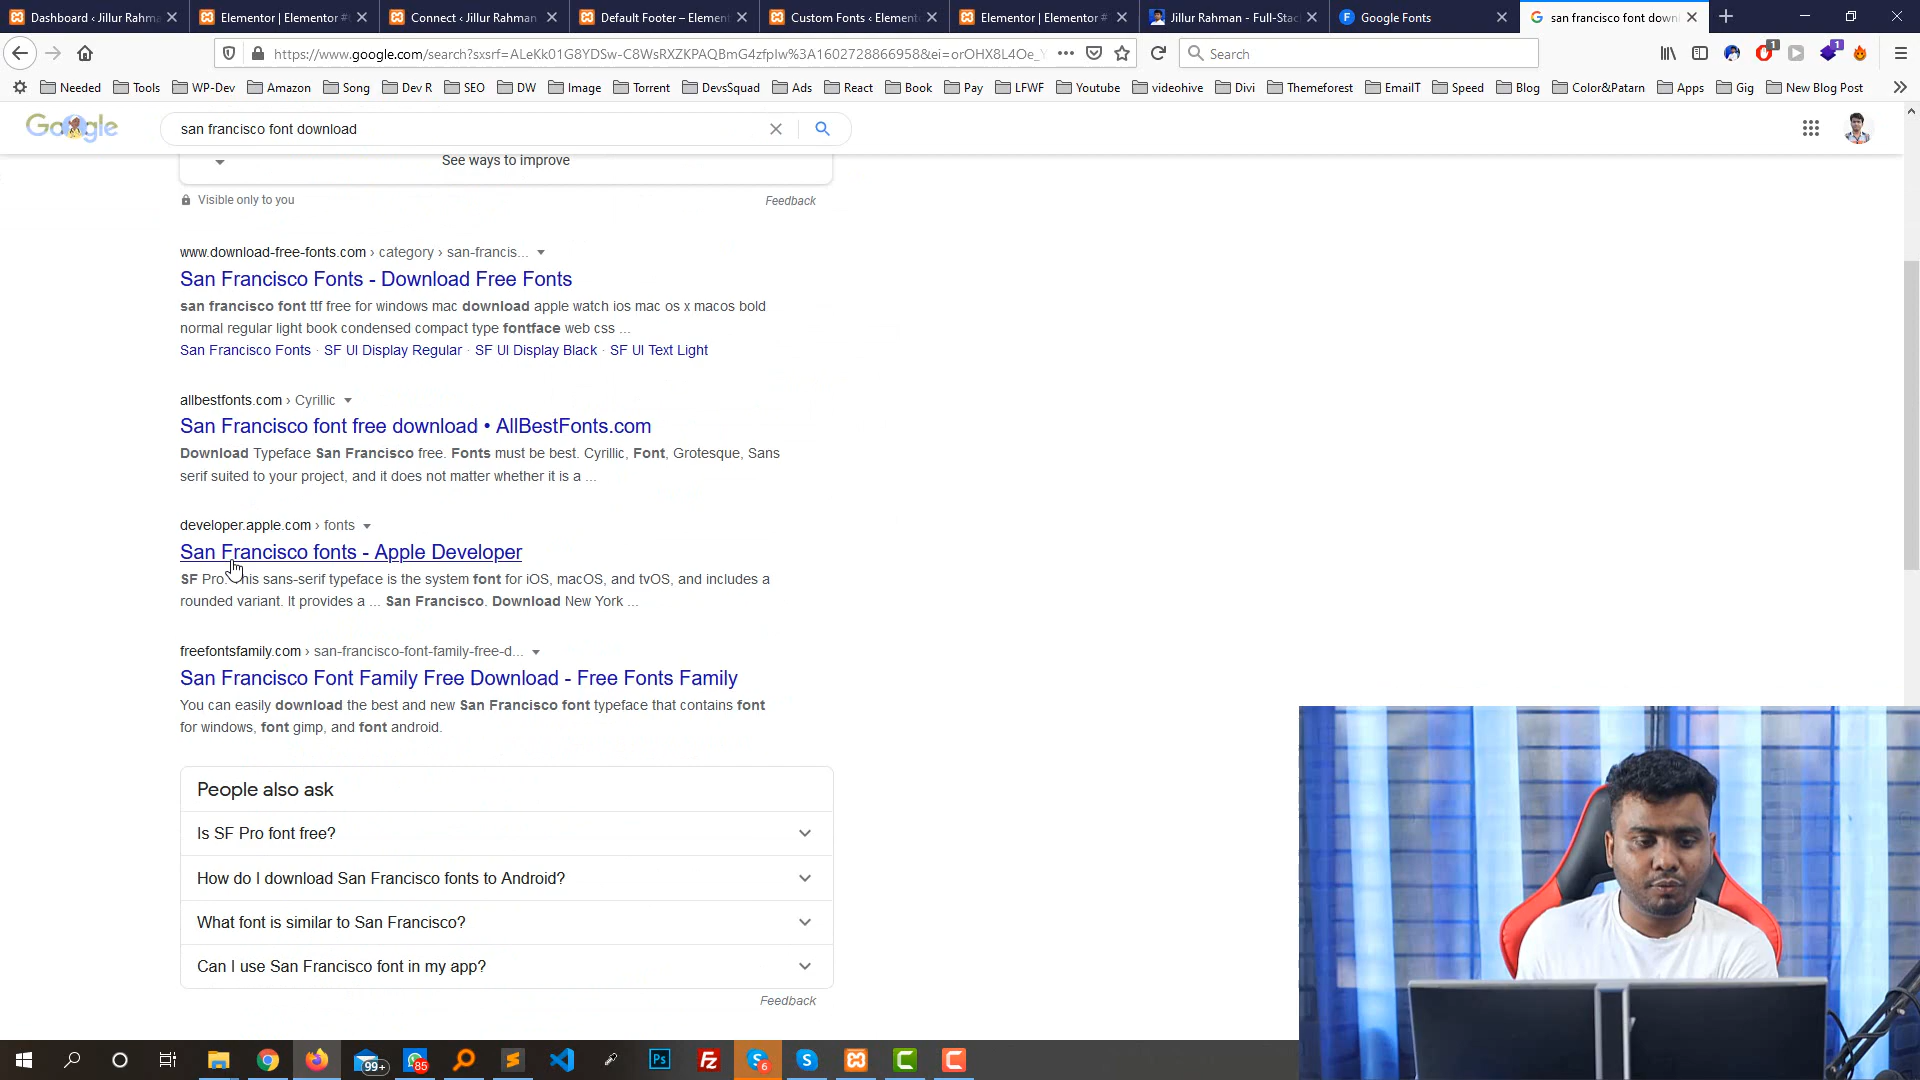 Dashboard ‹ Jillur Rahma
Elementor | Elementor #
Connect ‹ Jillur Rahman
Default Footer – Element
Custom Fonts ‹ Element
Elementor | Elementor #
Jillur Rahman - Full-Stac
Google Fonts
san francisco font down
https://www.google.com/search?sxsrf=ALeKk01G8YDSw-C8WsRXZKPAQBmG4zfpIw%3A1602728866958&ei=orOHX8L4Oe_Y
Search
Needed Tools WP-Dev Amazon Song Dev R SEO DW Image Torrent DevsSquad Ads React Book Pay LFWF Youtube videohive Divi Themeforest EmailT Speed Blog Color&Patarn Apps Gig New Blog Post
Google
san francisco font download
See ways to improve
Visible only to you
Feedback
www.download-free-fonts.com › category › san-francis...
San Francisco Fonts - Download Free Fonts
san francisco font ttf free for windows mac download apple watch ios mac os x macos bold
normal regular light book condensed compact type fontface web css ...
San Francisco Fonts · SF UI Display Regular · SF UI Display Black · SF UI Text Light
allbestfonts.com › Cyrillic
San Francisco font free download • AllBestFonts.com
Download Typeface San Francisco free. Fonts must be best. Cyrillic, Font, Grotesque, Sans
serif suited to your project, and it does not matter whether it is a ...
developer.apple.com › fonts
San Francisco fonts - Apple Developer
SF Pro. This sans-serif typeface is the system font for iOS, macOS, and tvOS, and includes a
rounded variant. It provides a ... San Francisco. Download New York ...
freefontsfamily.com › san-francisco-font-family-free-d...
San Francisco Font Family Free Download - Free Fonts Family
You can easily download the best and new San Francisco font typeface that contains font
for windows, font gimp, and font android.
People also ask
Is SF Pro font free?
How do I download San Francisco fonts to Android?
What font is similar to San Francisco?
Can I use San Francisco font in my app?
Feedback
99+
85
Ps
6